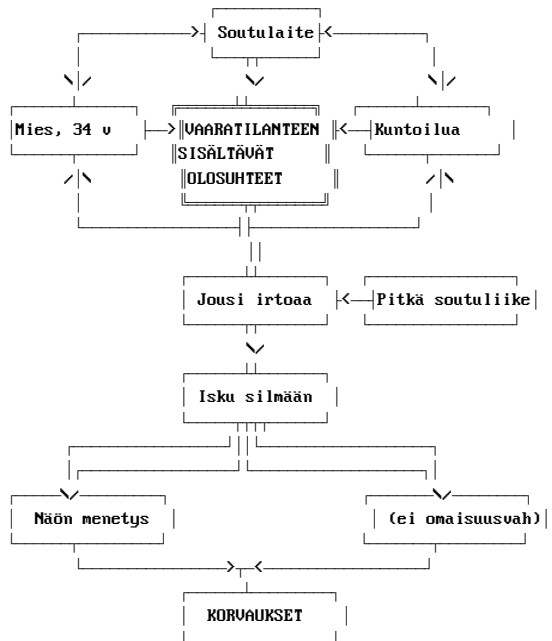 Soutulaite
Mies, 34 v
VAARATILANTEEN
SISÄLTÄVÄT
OLOSUHTEET
Kuntoilua
Jousi irtoaa
Pitkä soutuliike
Isku silmään
Näön menetys
(ei omaisuusvah)
KORVAUKSET